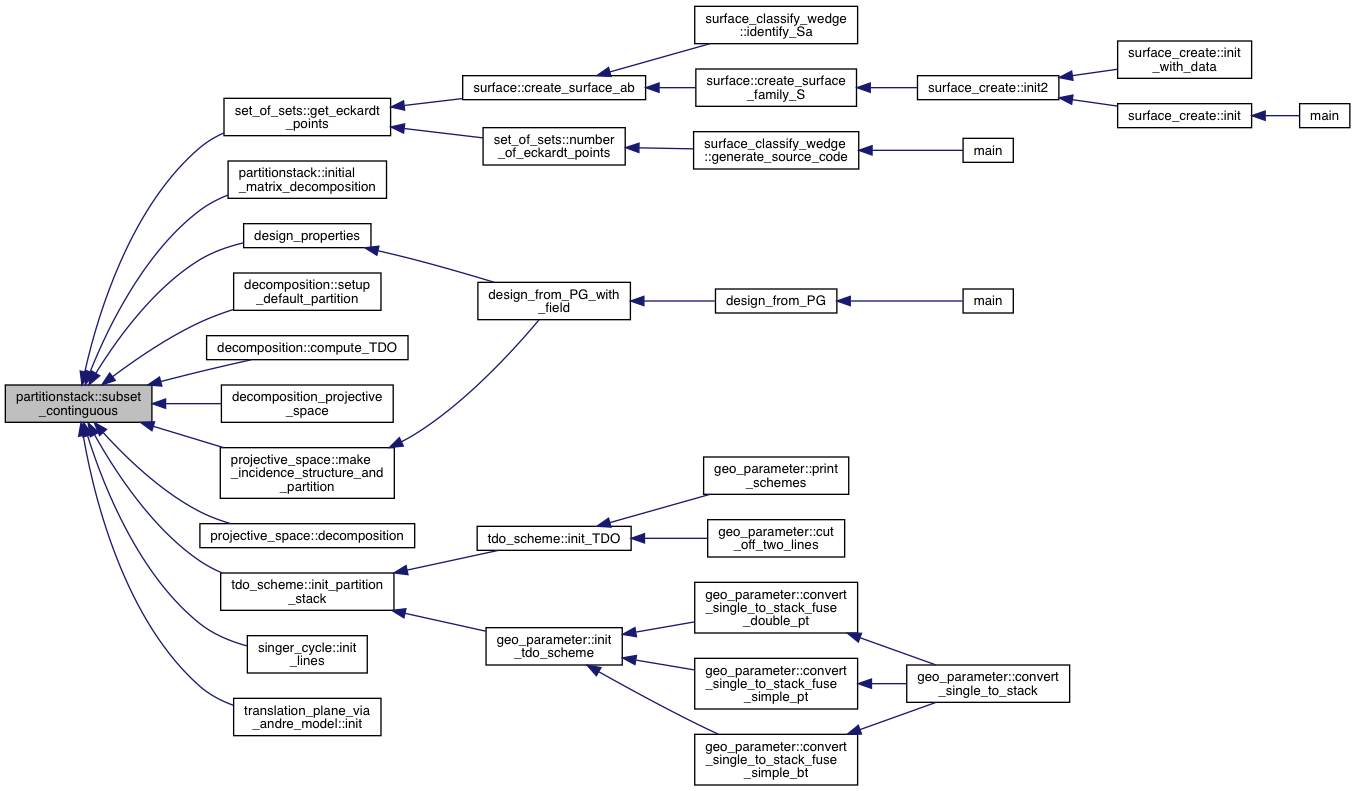 surface_classify_wedge
::identify_Sa
surface_create::init
_with_data
surface::create_surface_ab
surface::create_surface
_family_S
surface_create::init2
surface_create::init
main
set_of_sets::get_eckardt
_points
set_of_sets::number
_of_eckardt_points
surface_classify_wedge
::generate_source_code
main
partitionstack::initial
_matrix_decomposition
design_properties
decomposition::setup
_default_partition
design_from_PG_with
_field
design_from_PG
main
decomposition::compute_TDO
partitionstack::subset
_continguous
decomposition_projective
_space
projective_space::make
_incidence_structure_and
_partition
geo_parameter::print
_schemes
projective_space::decomposition
tdo_scheme::init_TDO
geo_parameter::cut
_off_two_lines
tdo_scheme::init_partition
_stack
geo_parameter::convert
_single_to_stack_fuse
_double_pt
singer_cycle::init
_lines
geo_parameter::init
_tdo_scheme
geo_parameter::convert
_single_to_stack_fuse
_simple_pt
geo_parameter::convert
_single_to_stack
translation_plane_via
_andre_model::init
geo_parameter::convert
_single_to_stack_fuse
_simple_bt